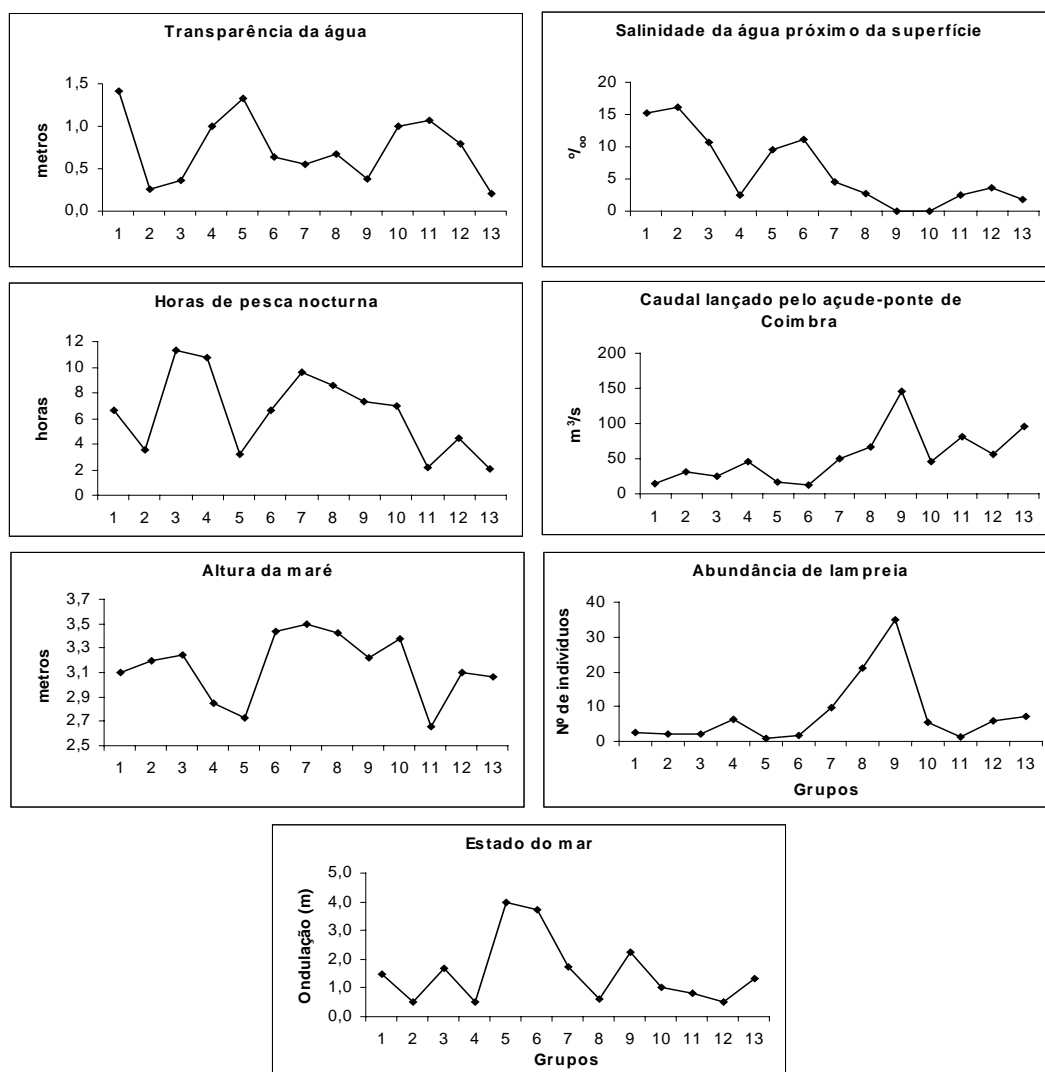 Transparência da água
metros
1,5
1,0
0,5
0,0
1 2 3 4 5 6 7 8 9 10 11 12 13
Salinidade da água próximo da superfície
º/ₒₒ
20
15
10
5
0
1 2 3 4 5 6 7 8 9 10 11 12 13
Horas de pesca nocturna
horas
12
10
8
6
4
2
0
1 2 3 4 5 6 7 8 9 10 11 12 13
Caudal lançado pelo açude-ponte de
Coimbra
m³/s
200
150
100
50
0
1 2 3 4 5 6 7 8 9 10 11 12 13
Altura da maré
metros
3,7
3,5
3,3
3,1
2,9
2,7
2,5
1 2 3 4 5 6 7 8 9 10 11 12 13
Abundância de lampreia
Nº de indivíduos
40
30
20
10
0
1 2 3 4 5 6 7 8 9 10 11 12 13
Grupos
Estado do mar
Ondulação (m)
5,0
4,0
3,0
2,0
1,0
0,0
1 2 3 4 5 6 7 8 9 10 11 12 13
Grupos